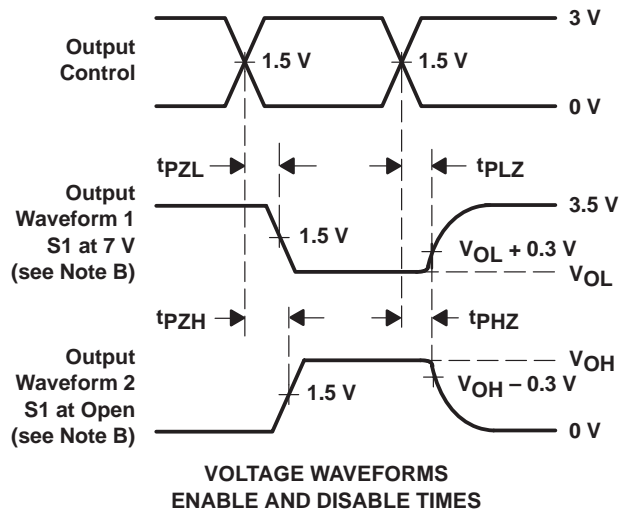 3 V
Output
Control
1.5 V
1.5 V
0 V
tPZL
tPLZ
Output
Waveform 1
S1 at 7 V
(see Note B)
3.5 V
1.5 V
VOL + 0.3 V
VOL
tPZH
tPHZ
Output
Waveform 2
S1 at Open
(see Note B)
VOH
1.5 V
VOH – 0.3 V
0 V
VOLTAGE WAVEFORMS
ENABLE AND DISABLE TIMES